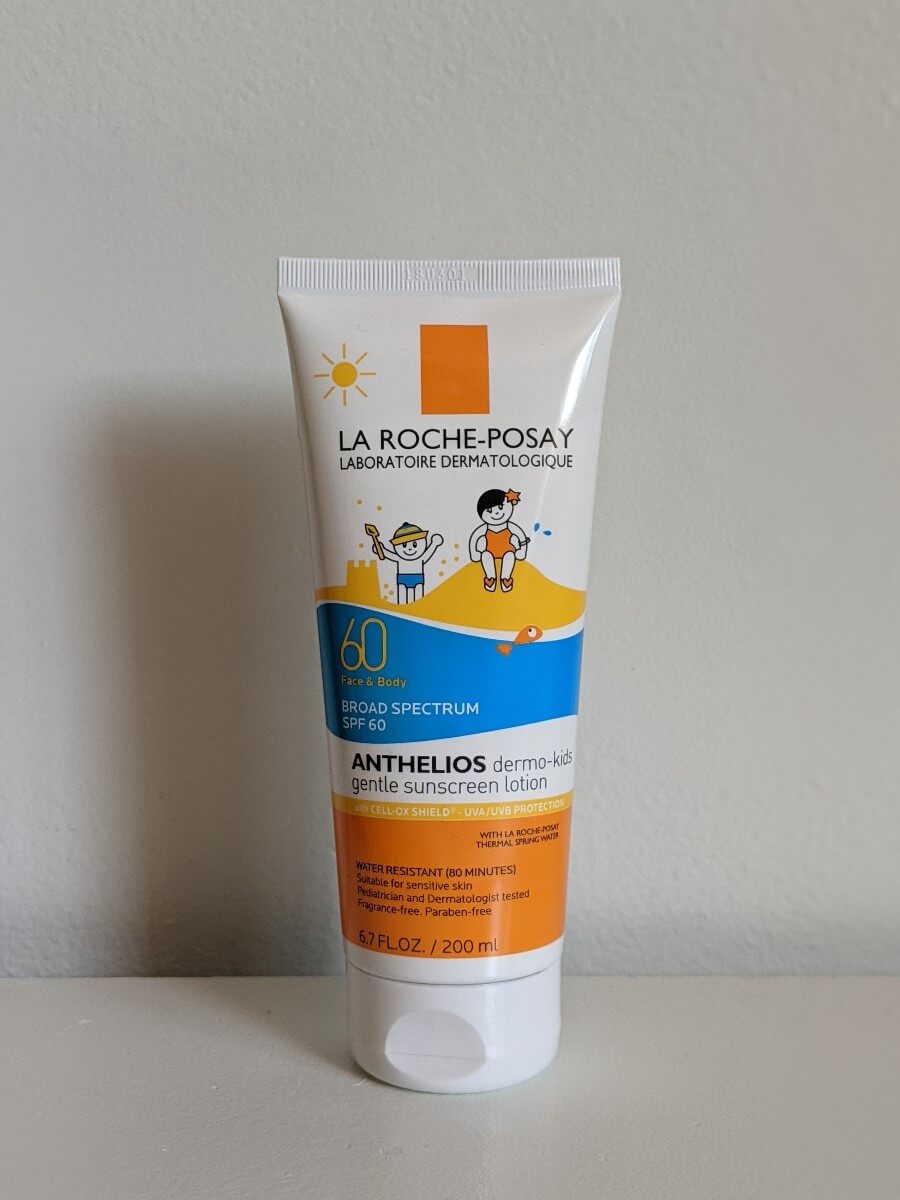 18U301
LA ROCHE-POSAY
LABORATOIRE DERMATOLOGIQUE
60
Face & Body
BROAD SPECTRUM
SPF 60
ANTHELIOS dermo-kids
gentle sunscreen lotion
with CELL-OX SHIELD® - UVA/UVB PROTECTION
WITH LA ROCHE-POSAY
THERMAL SPRING WATER
WATER RESISTANT (80 MINUTES)
Suitable for sensitive skin
Pediatrician and Dermatologist tested
Fragrance-free, Paraben-free
6.7 FL.OZ. / 200 ml